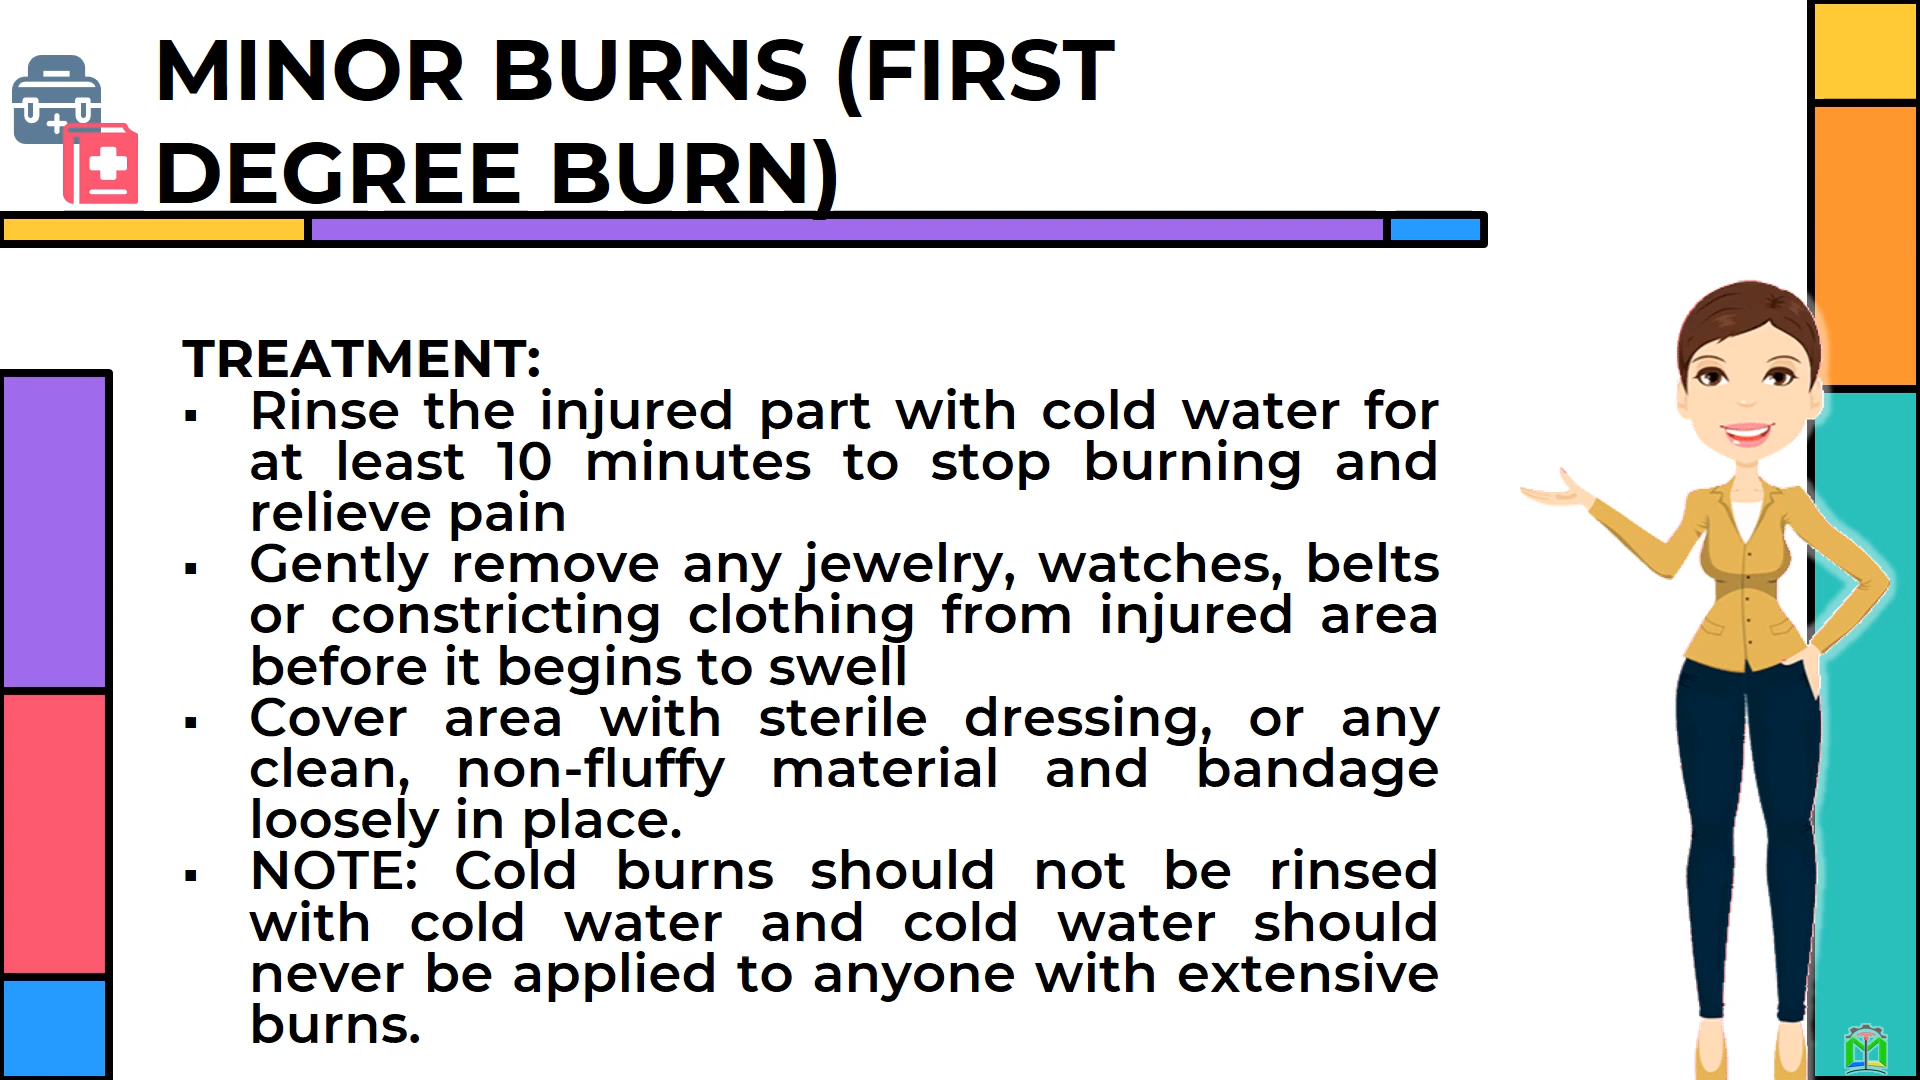 MINOR BURNS (FIRST
DEGREE BURN)
TREATMENT:
▪ Rinse the injured part with cold water for
at least 10 minutes to stop burning and
relieve pain
▪ Gently remove any jewelry, watches, belts
or constricting clothing from injured area
before it begins to swell
▪ Cover area with sterile dressing, or any
clean, non-fluffy material and bandage
loosely in place.
▪ NOTE: Cold burns should not be rinsed
with cold water and cold water should
never be applied to anyone with extensive
burns.